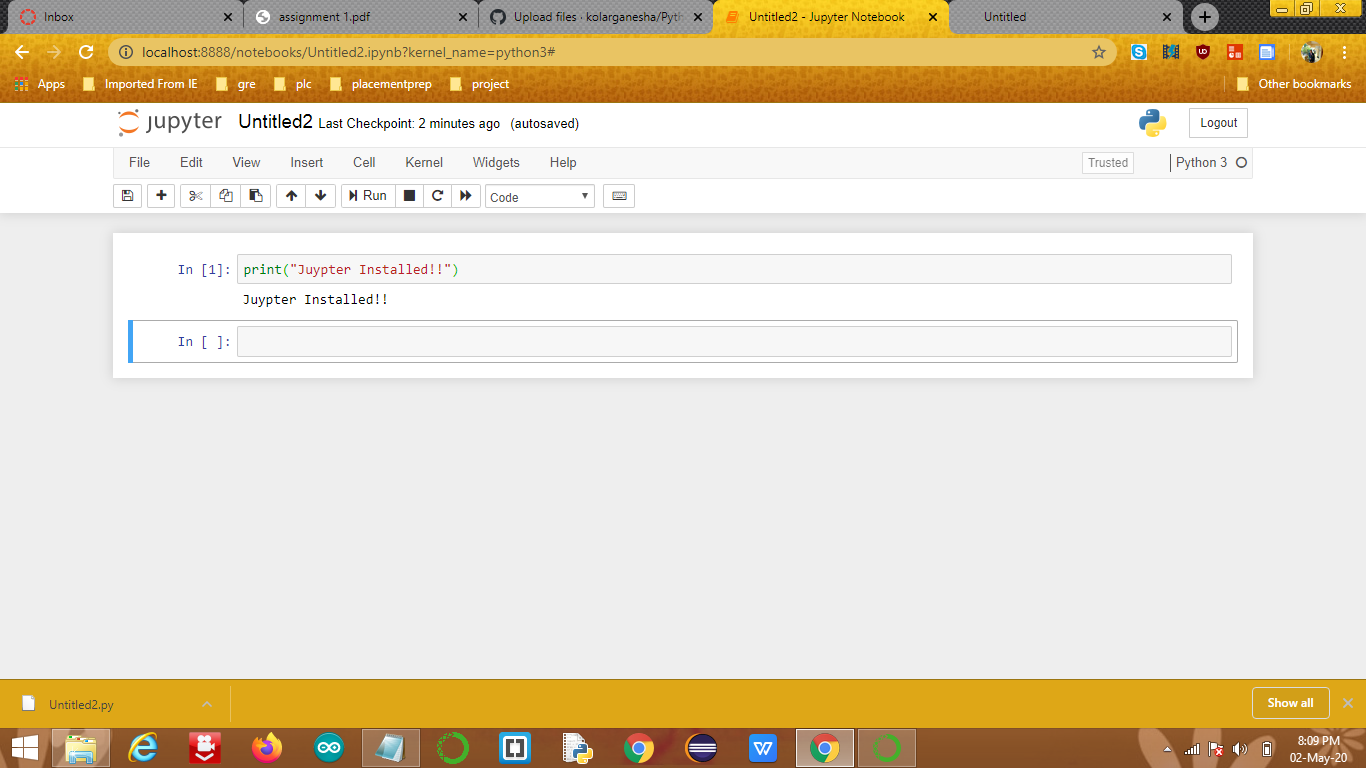 Inbox
assignment 1.pdf
Upload files · kolarganesha/Pyth
Untitled2 - Jupyter Notebook
Untitled
localhost:8888/notebooks/Untitled2.ipynb?kernel_name=python3#
Apps
Imported From IE
gre
plc
placementprep
project
Other bookmarks
jupyter
Untitled2
Last Checkpoint: 2 minutes ago
(autosaved)
Logout
File
Edit
View
Insert
Cell
Kernel
Widgets
Help
Trusted
Python 3
Run
Code
In [1]:
print("Juypter Installed!!")
Juypter Installed!!
In [ ]:
Untitled2.py
Show all
8:09 PM
02-May-20